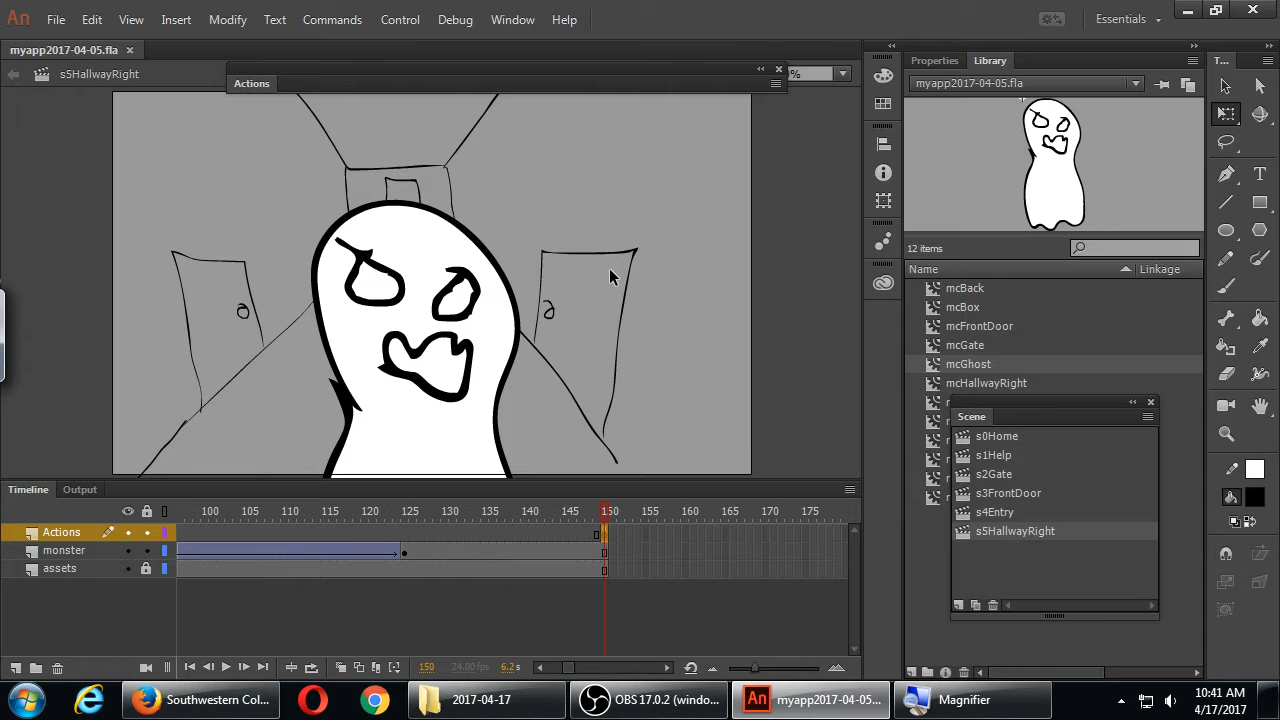 An File Edit View Insert Modify Text Commands Control Debug Window Help Essentials
myapp2017-04-05.fla
s5HallwayRight
%
Actions
Properties Library T...
myapp2017-04-05.fla
12 items
Name Linkage
mcBack
mcBox
mcFrontDoor
mcGate
mcGhost
mcHallwayRight
Scene
s0Home
s1Help
s2Gate
s3FrontDoor
s4Entry
s5HallwayRight
Timeline Output
100 105 110 115 120 125 130 135 140 145 150 155 160 165 170 175
Actions
monster
assets
150 24.00 fps 6.2 s
Southwestern Col... 2017-04-17 OBS 17.0.2 (windo... An myapp2017-04-05... Magnifier
10:41 AM
4/17/2017